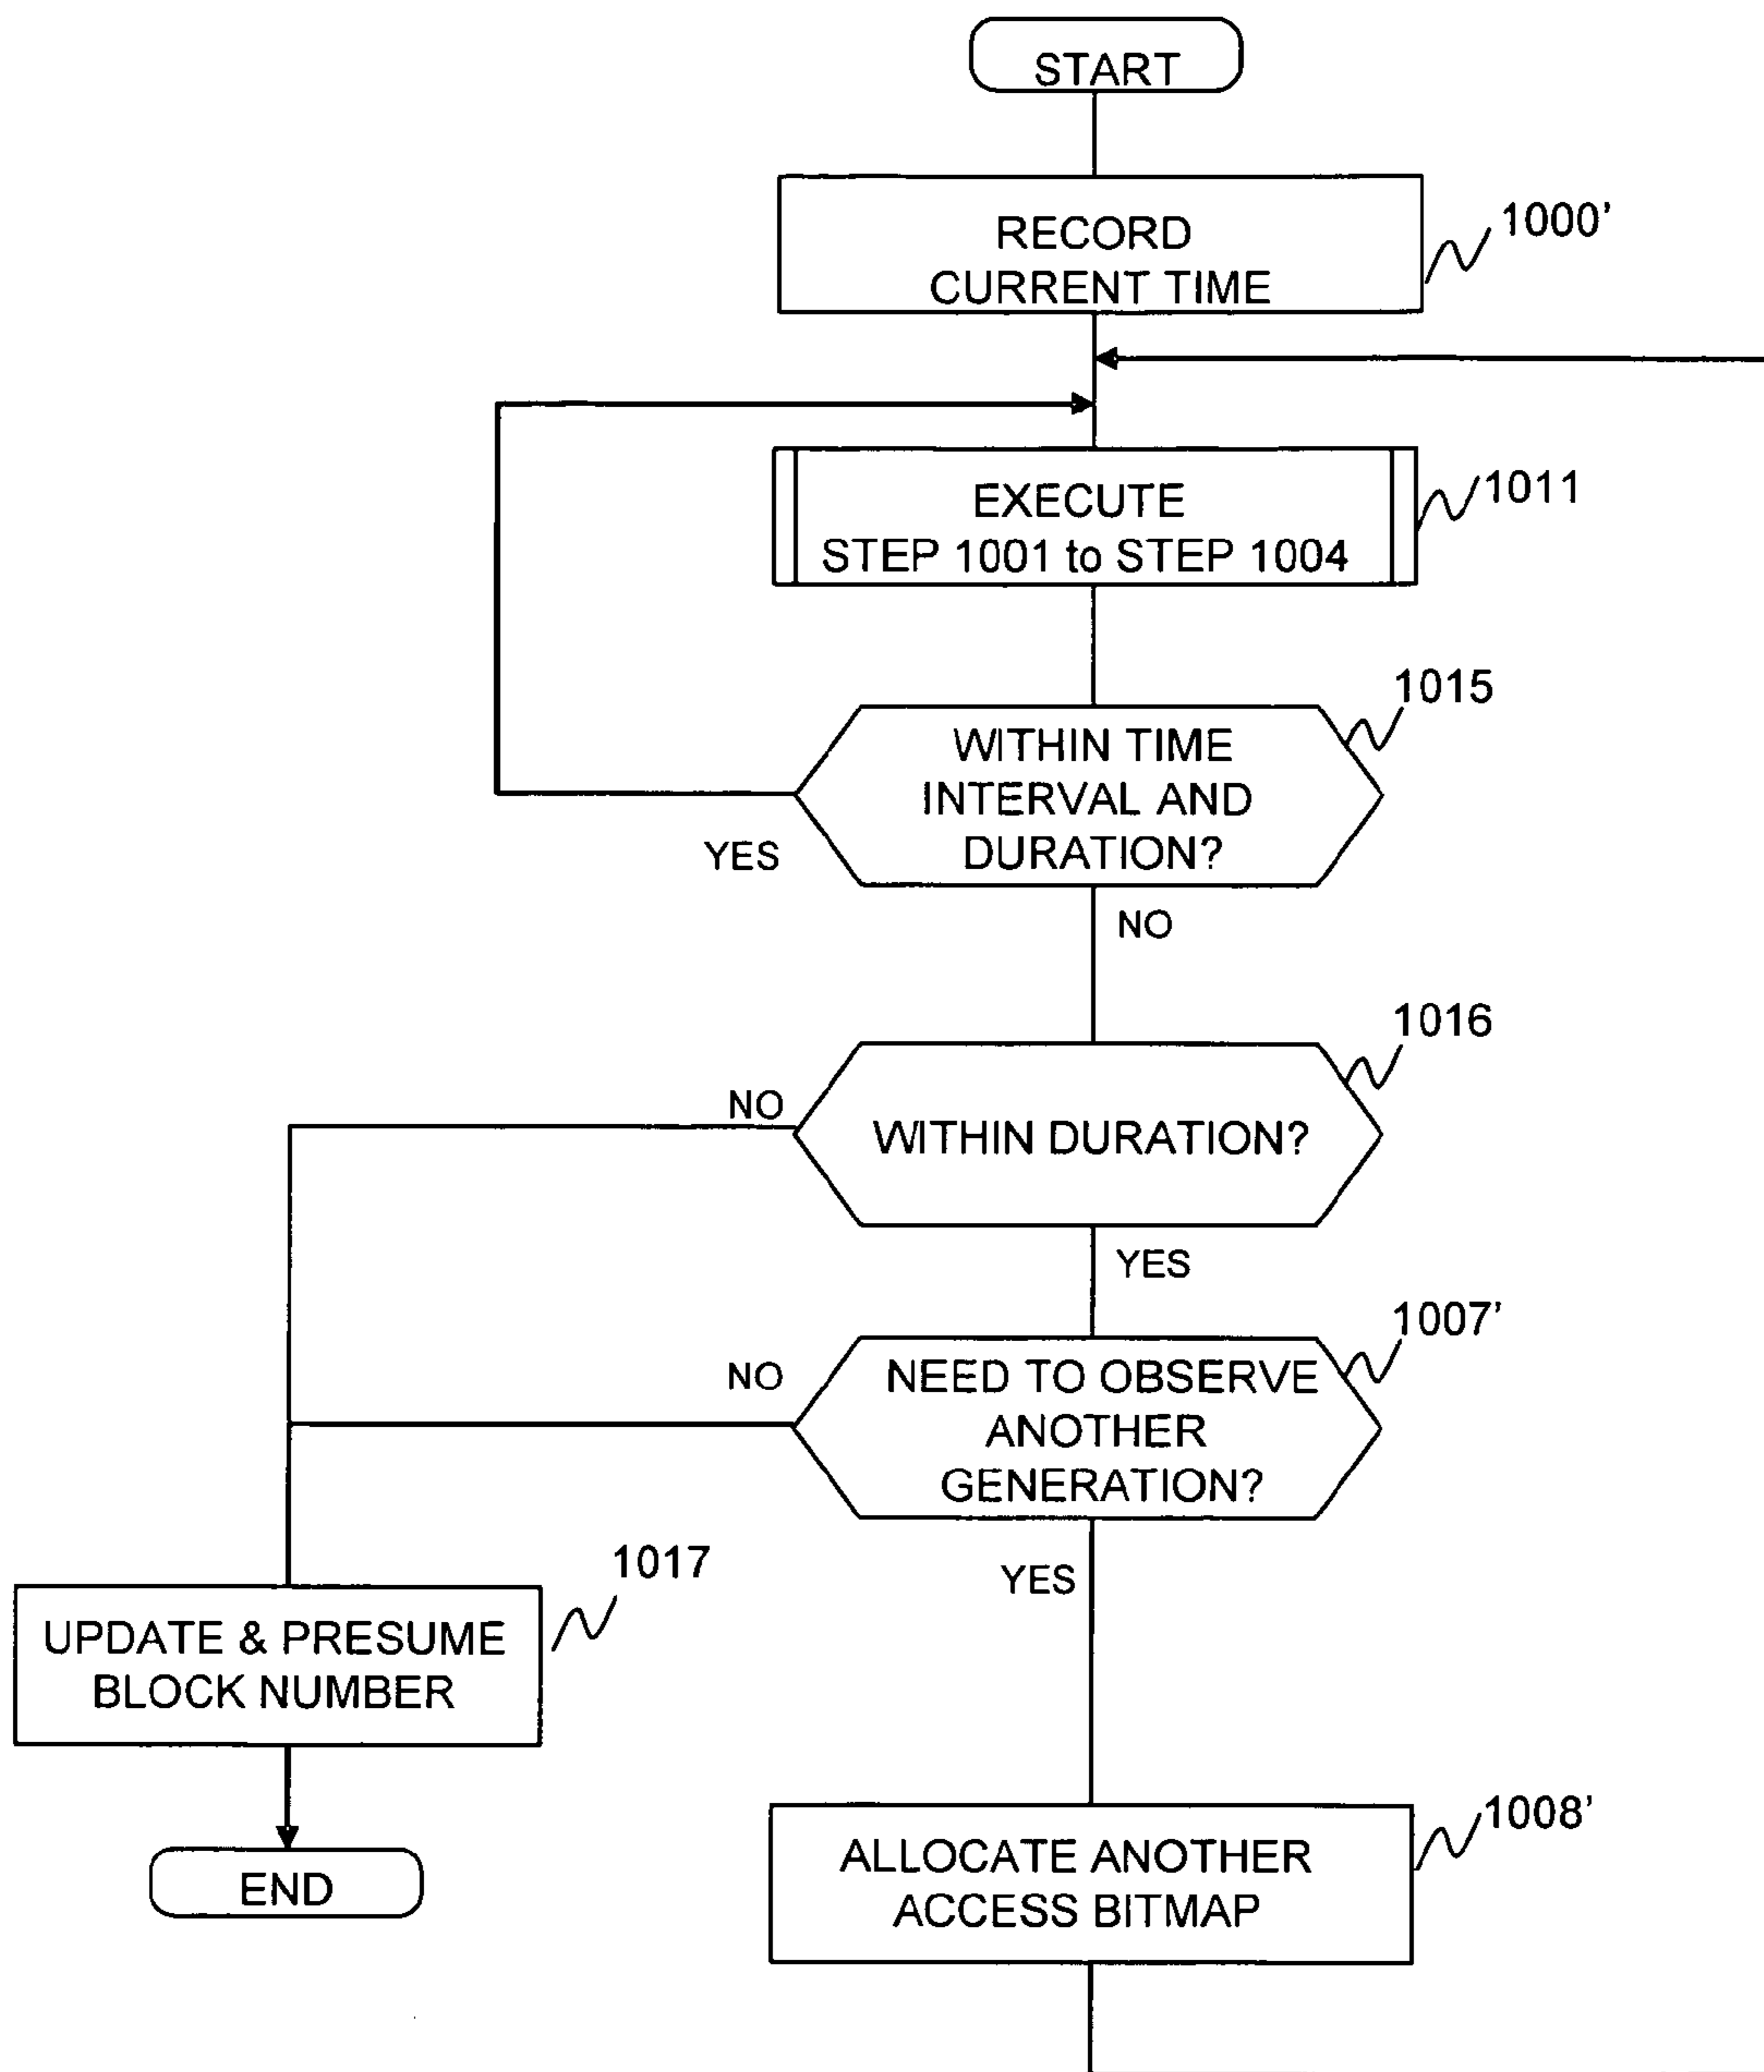 START
RECORD
CURRENT TIME
1000’
EXECUTE
STEP 1001 to STEP 1004
1011
WITHIN TIME
INTERVAL AND
DURATION?
1015
YES
NO
1016
NO
WITHIN DURATION?
YES
1007’
NO
NEED TO OBSERVE
ANOTHER
GENERATION?
YES
1017
UPDATE & PRESUME
BLOCK NUMBER
1008’
ALLOCATE ANOTHER
ACCESS BITMAP
END